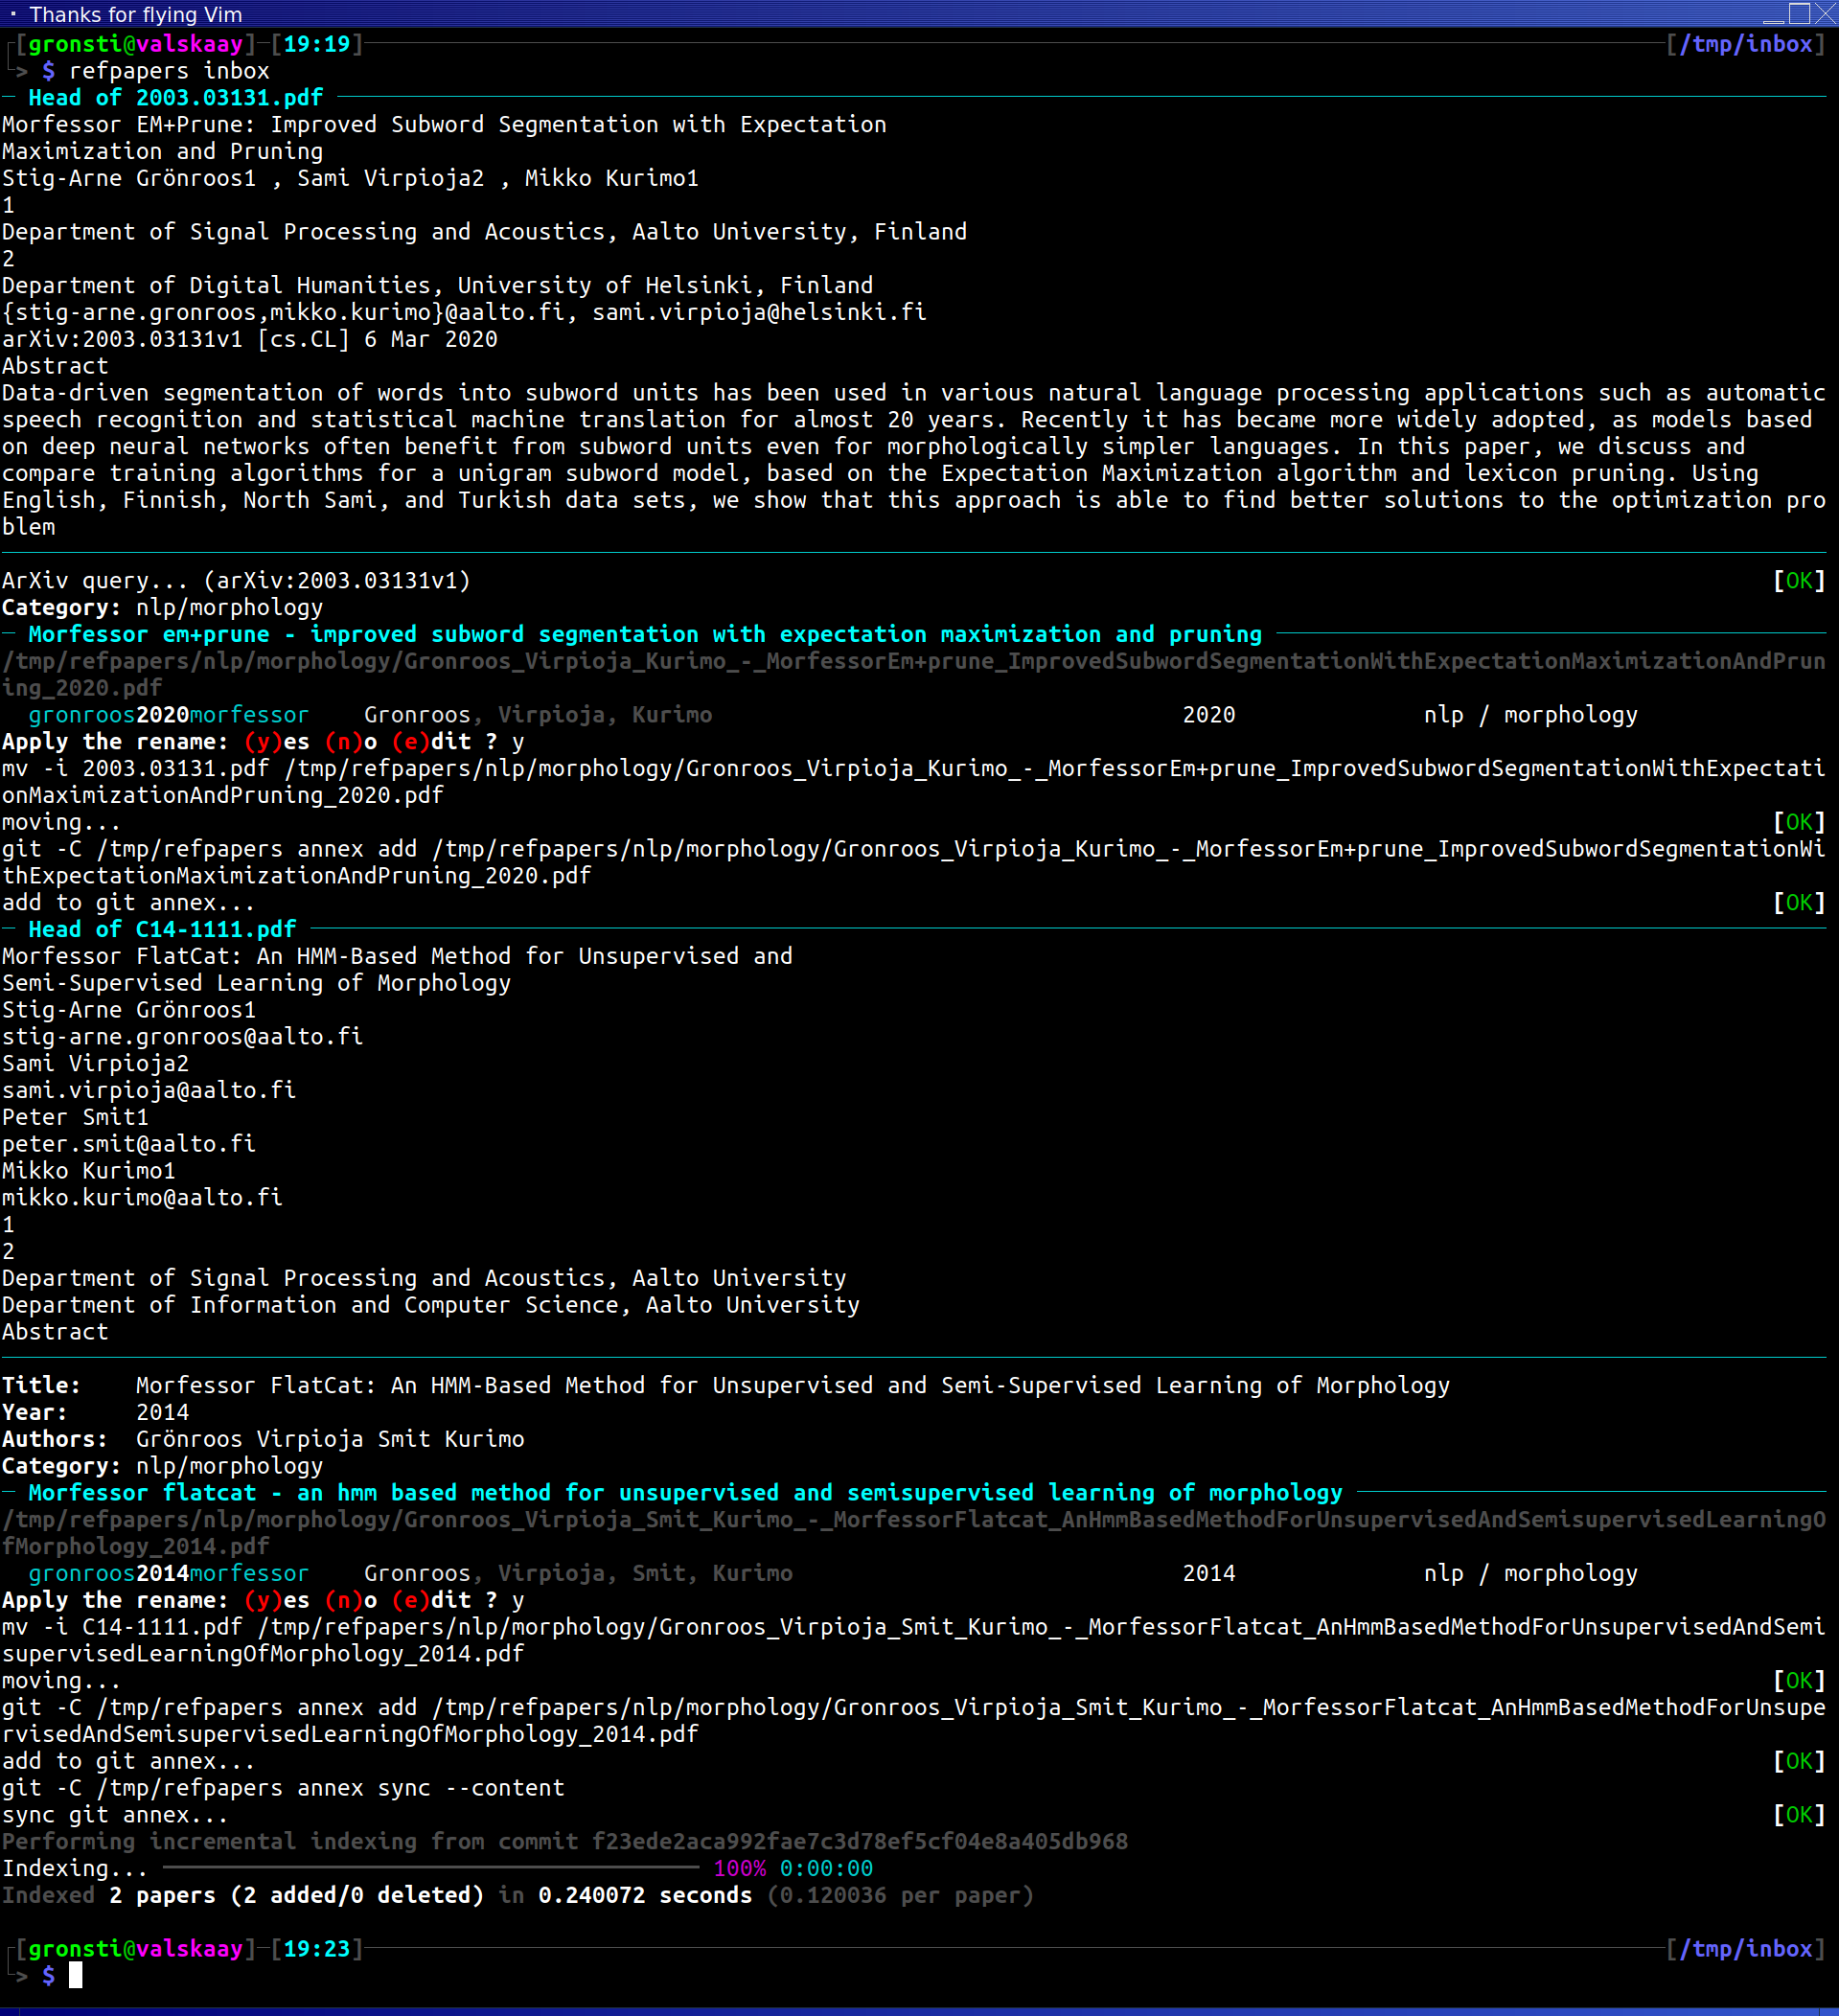 Thanks for flying Vim
[gronsti@valskaay]-[19:19] [/tmp/inbox]
> $ refpapers inbox
Head of 2003.03131.pdf
Morfessor EM+Prune: Improved Subword Segmentation with Expectation
Maximization and Pruning
Stig-Arne Grönroos1 , Sami Virpioja2 , Mikko Kurimo1
1
Department of Signal Processing and Acoustics, Aalto University, Finland
2
Department of Digital Humanities, University of Helsinki, Finland
{stig-arne.gronroos,mikko.kurimo}@aalto.fi, sami.virpioja@helsinki.fi
arXiv:2003.03131v1 [cs.CL] 6 Mar 2020
Abstract
Data-driven segmentation of words into subword units has been used in various natural language processing applications such as automatic
speech recognition and statistical machine translation for almost 20 years. Recently it has became more widely adopted, as models based
on deep neural networks often benefit from subword units even for morphologically simpler languages. In this paper, we discuss and
compare training algorithms for a unigram subword model, based on the Expectation Maximization algorithm and lexicon pruning. Using
English, Finnish, North Sami, and Turkish data sets, we show that this approach is able to find better solutions to the optimization pro
blem
ArXiv query... (arXiv:2003.03131v1) [OK]
Category: nlp/morphology
Morfessor em+prune - improved subword segmentation with expectation maximization and pruning
/tmp/refpapers/nlp/morphology/Gronroos_Virpioja_Kurimo_-_MorfessorEm+prune_ImprovedSubwordSegmentationWithExpectationMaximizationAndPrun
ing_2020.pdf
gronroos2020morfessor Gronroos, Virpioja, Kurimo 2020 nlp / morphology
Apply the rename: (y)es (n)o (e)dit ? y
mv -i 2003.03131.pdf /tmp/refpapers/nlp/morphology/Gronroos_Virpioja_Kurimo_-_MorfessorEm+prune_ImprovedSubwordSegmentationWithExpectati
onMaximizationAndPruning_2020.pdf
moving... [OK]
git -C /tmp/refpapers annex add /tmp/refpapers/nlp/morphology/Gronroos_Virpioja_Kurimo_-_MorfessorEm+prune_ImprovedSubwordSegmentationWi
thExpectationMaximizationAndPruning_2020.pdf
add to git annex... [OK]
Head of C14-1111.pdf
Morfessor FlatCat: An HMM-Based Method for Unsupervised and
Semi-Supervised Learning of Morphology
Stig-Arne Grönroos1
stig-arne.gronroos@aalto.fi
Sami Virpioja2
sami.virpioja@aalto.fi
Peter Smit1
peter.smit@aalto.fi
Mikko Kurimo1
mikko.kurimo@aalto.fi
1
2
Department of Signal Processing and Acoustics, Aalto University
Department of Information and Computer Science, Aalto University
Abstract
Title: Morfessor FlatCat: An HMM-Based Method for Unsupervised and Semi-Supervised Learning of Morphology
Year: 2014
Authors: Grönroos Virpioja Smit Kurimo
Category: nlp/morphology
Morfessor flatcat - an hmm based method for unsupervised and semisupervised learning of morphology
/tmp/refpapers/nlp/morphology/Gronroos_Virpioja_Smit_Kurimo_-_MorfessorFlatcat_AnHmmBasedMethodForUnsupervisedAndSemisupervisedLearningO
fMorphology_2014.pdf
gronroos2014morfessor Gronroos, Virpioja, Smit, Kurimo 2014 nlp / morphology
Apply the rename: (y)es (n)o (e)dit ? y
mv -i C14-1111.pdf /tmp/refpapers/nlp/morphology/Gronroos_Virpioja_Smit_Kurimo_-_MorfessorFlatcat_AnHmmBasedMethodForUnsupervisedAndSemi
supervisedLearningOfMorphology_2014.pdf
moving... [OK]
git -C /tmp/refpapers annex add /tmp/refpapers/nlp/morphology/Gronroos_Virpioja_Smit_Kurimo_-_MorfessorFlatcat_AnHmmBasedMethodForUnsupe
rvisedAndSemisupervisedLearningOfMorphology_2014.pdf
add to git annex... [OK]
git -C /tmp/refpapers annex sync --content
sync git annex... [OK]
Performing incremental indexing from commit f23ede2aca992fae7c3d78ef5cf04e8a405db968
Indexing... 100% 0:00:00
Indexed 2 papers (2 added/0 deleted) in 0.240072 seconds (0.120036 per paper)
[gronsti@valskaay]-[19:23] [/tmp/inbox]
> $